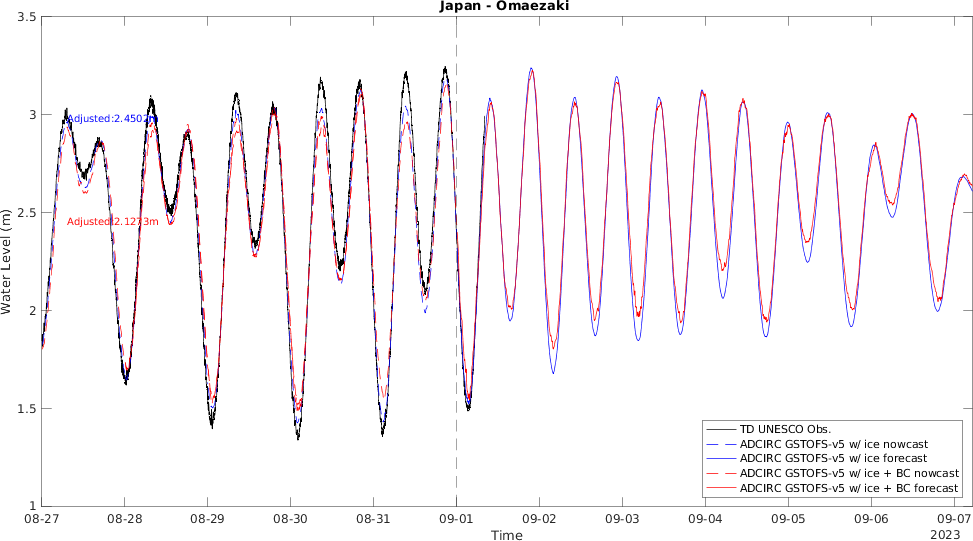 Japan - Omaezaki
3.5
3
2.5
2
1.5
1
Water Level (m)
Adjusted:2.4502m
Adjusted:2.1273m
TD UNESCO Obs.
ADCIRC GSTOFS-v5 w/ ice nowcast
ADCIRC GSTOFS-v5 w/ ice forecast
ADCIRC GSTOFS-v5 w/ ice + BC nowcast
ADCIRC GSTOFS-v5 w/ ice + BC forecast
08-27 08-28 08-29 08-30 08-31 09-01 09-02 09-03 09-04 09-05 09-06 09-07
Time
2023